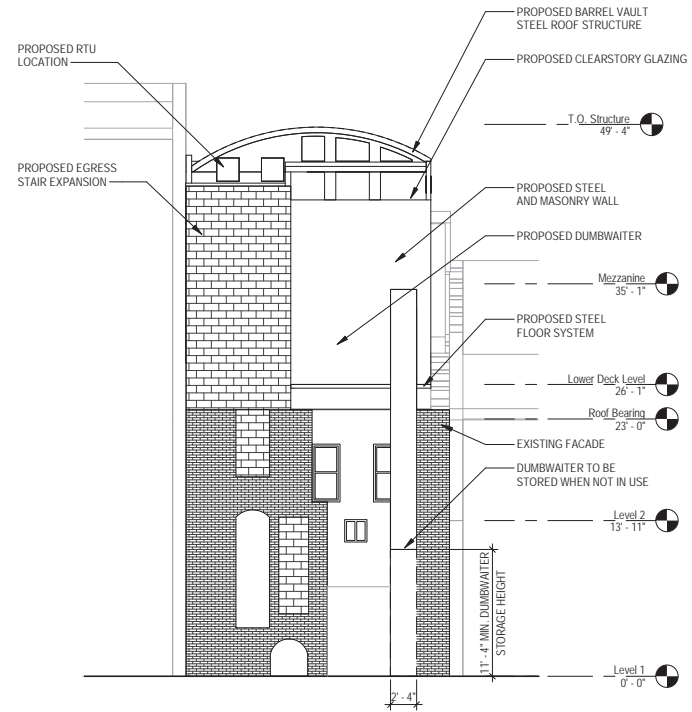 PROPOSED BARREL VAULT
STEEL ROOF STRUCTURE
PROPOSED RTU
LOCATION
PROPOSED CLEARSTORY GLAZING
T.O. Structure
49' - 4"
PROPOSED EGRESS
STAIR EXPANSION
PROPOSED STEEL
AND MASONRY WALL
PROPOSED DUMBWAITER
Mezzanine
35' - 1"
PROPOSED STEEL
FLOOR SYSTEM
Lower Deck Level
26' - 1"
Roof Bearing
23' - 0"
EXISTING FACADE
DUMBWAITER TO BE
STORED WHEN NOT IN USE
Level 2
13' - 11"
11' - 4" MIN. DUMBWAITER
STORAGE HEIGHT
Level 1
0' - 0"
2' - 4"